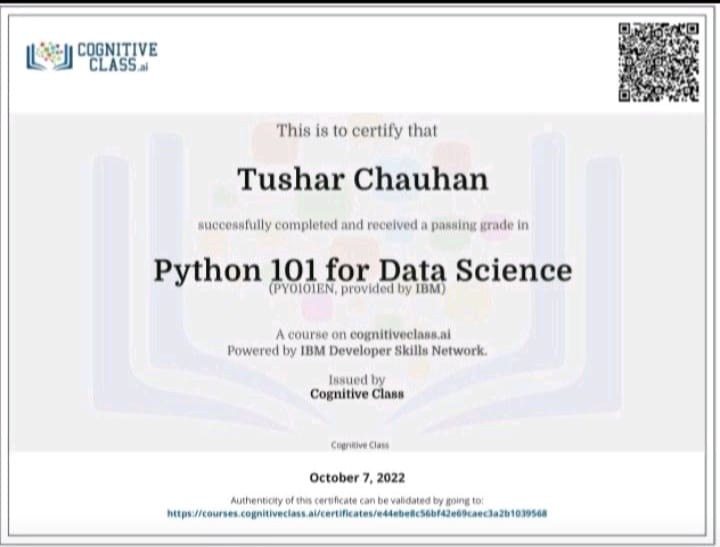 COGNITIVE
CLASS.ai
This is to certify that
Tushar Chauhan
successfully completed and received a passing grade in
Python 101 for Data Science
(PY0101EN, provided by IBM)
A course on cognitiveclass.ai
Powered by IBM Developer Skills Network.
Issued by
Cognitive Class
Cognitive Class
October 7, 2022
Authenticity of this certificate can be validated by going to:
https://courses.cognitiveclass.ai/certificates/e44ebe8c56bf42e69caec3a2b1039568